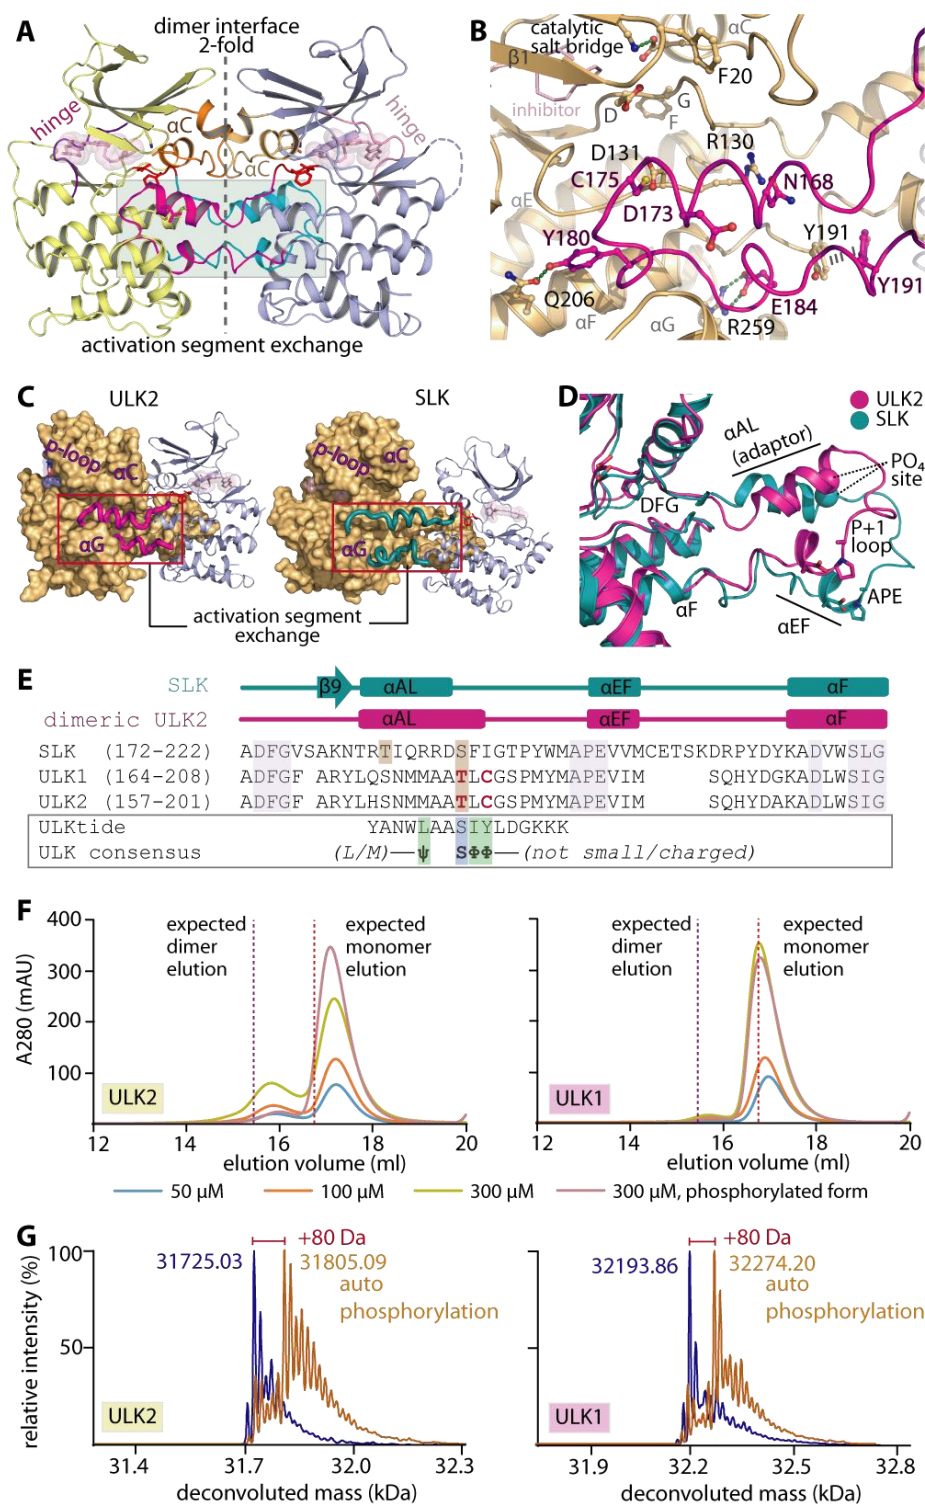 A
dimer interface
2-fold
hinge
hinge
αC
αC
activation segment exchange
B
catalytic
salt bridge
αC
β1
F20
inhibitor
D
G
F
R130
D131
C175
N168
αE
D173
Y180
Y191
Y191
Q206
E184
αF
αG
R259
C
ULK2
SLK
p-loop
αC
αG
p-loop
αC
αG
activation segment
exchange
D
ULK2
SLK
αAL
(adaptor)
PO4
site
DFG
P+1
loop
αF
APE
αEF
E
SLK
β9
αAL
αEF
αF
dimeric ULK2
αAL
αEF
αF
SLK (172-222) ADFGVSAKNTRTIQRRDSFIGTPYWMAPEVVMCETSKDRPYDYKADVWSLG
ULK1 (164-208) ADFGF ARYLQSNMMAATLCGSPMYMAPEVIM SQHYDGKADLWSIG
ULK2 (157-201) ADFGF ARYLHSNMMAATLCGSPMYMAPEVIM SQHYDAKADLWSIG
ULKtide YANWLAASIYLDGKKK
ULK consensus (L/M)—ψ SΦΦ—(not small/charged)
F
400
300
200
100
A280 (mAU)
expected
dimer
elution
expected
monomer
elution
ULK2
12 14 16 18 20
elution volume (ml)
expected
dimer
elution
expected
monomer
elution
ULK1
12 14 16 18 20
elution volume (ml)
50 μM
100 μM
300 μM
300 μM, phosphorylated form
G
+80 Da
100
50
relative intensity (%)
31725.03
31805.09
auto
phosphorylation
ULK2
31.4 31.7 32.0 32.3
deconvoluted mass (kDa)
+80 Da
32193.86
32274.20
auto
phosphorylation
ULK1
31.9 32.2 32.5 32.8
deconvoluted mass (kDa)